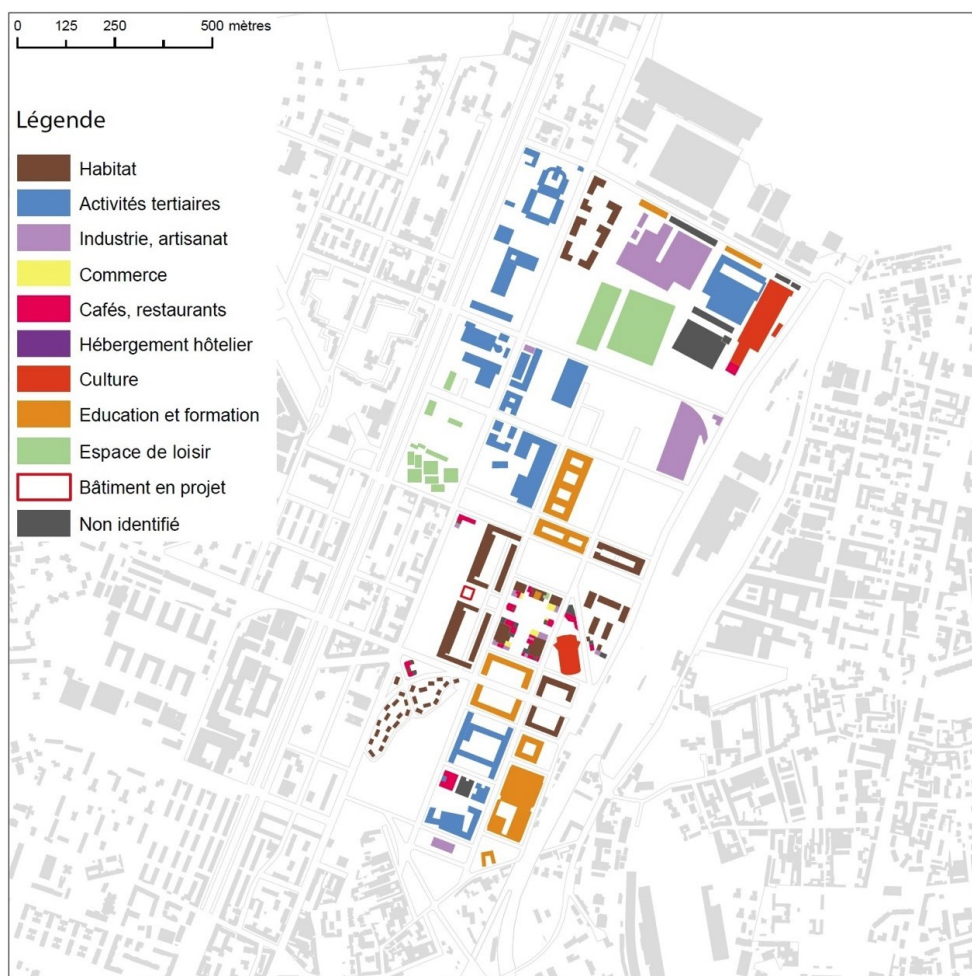 0 125 250 500 mètres
Légende
Habitat
Activités tertiaires
Industrie, artisanat
Commerce
Cafés, restaurants
Hébergement hôtelier
Culture
Education et formation
Espace de loisir
Bâtiment en projet
Non identifié